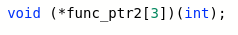 void (*func_ptr2[3])(int);